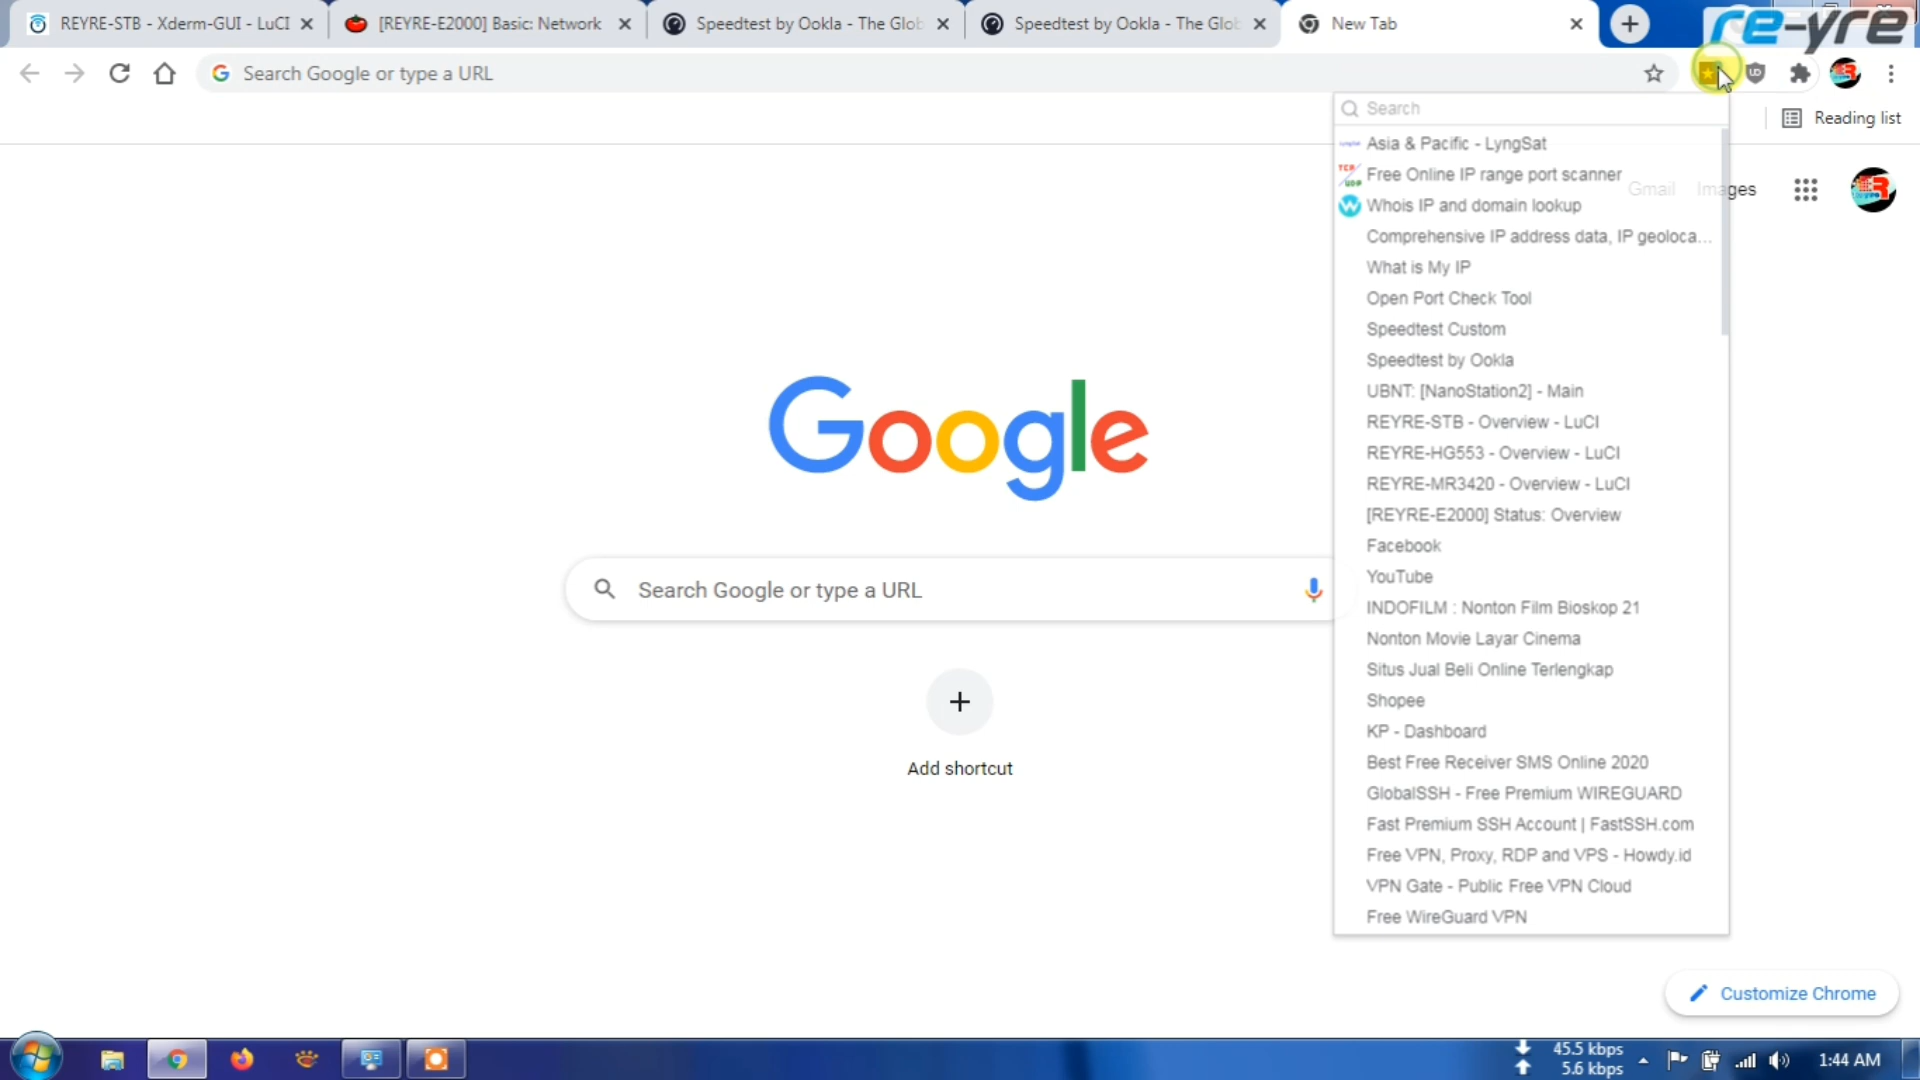 REYRE-STB - Xderm-GUI - LuCI
[REYRE-E2000] Basic: Network
Speedtest by Ookla - The Glob
Speedtest by Ookla - The Glob
New Tab
re-yre
Search Google or type a URL
Search
Reading list
Asia & Pacific - LyngSat
Free Online IP range port scanner
Gmail
Images
Whois IP and domain lookup
Comprehensive IP address data, IP geoloca...
What is My IP
Open Port Check Tool
Speedtest Custom
Speedtest by Ookla
UBNT: [NanoStation2] - Main
REYRE-STB - Overview - LuCI
REYRE-HG553 - Overview - LuCI
REYRE-MR3420 - Overview - LuCI
[REYRE-E2000] Status: Overview
Facebook
YouTube
INDOFILM : Nonton Film Bioskop 21
Nonton Movie Layar Cinema
Situs Jual Beli Online Terlengkap
Shopee
KP - Dashboard
Best Free Receiver SMS Online 2020
GlobalSSH - Free Premium WIREGUARD
Fast Premium SSH Account | FastSSH.com
Free VPN, Proxy, RDP and VPS - Howdy.id
VPN Gate - Public Free VPN Cloud
Free WireGuard VPN
Google
Search Google or type a URL
Add shortcut
Customize Chrome
45.5 kbps
5.6 kbps
1:44 AM